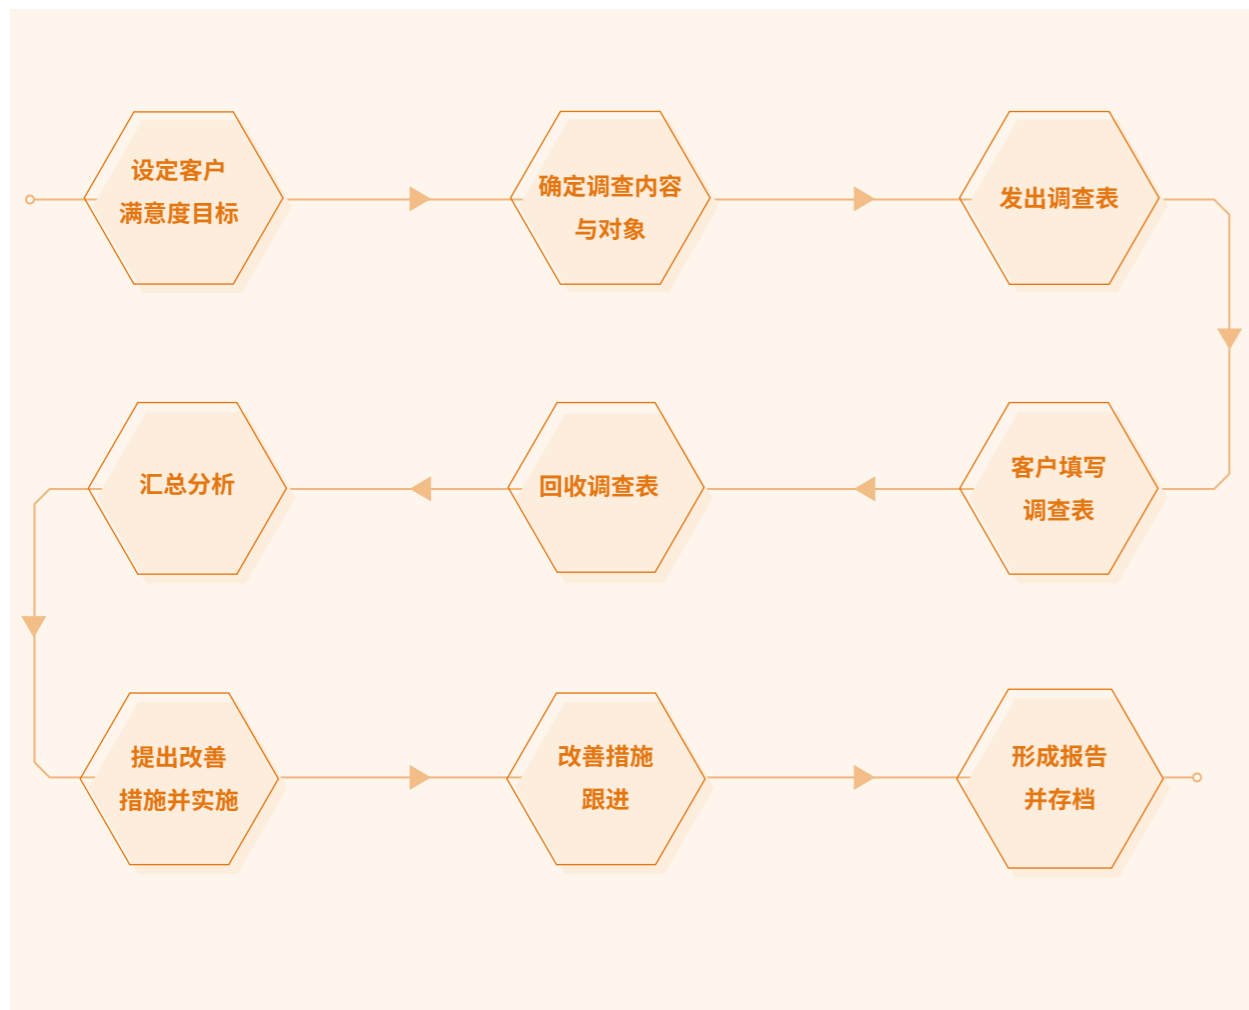 设定客户
满意度目标
确定调查内容
与对象
发出调查表
客户填写
调查表
回收调查表
汇总分析
提出改善
措施并实施
改善措施
跟进
形成报告
并存档